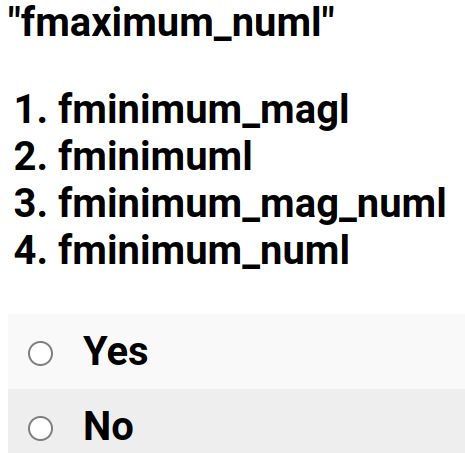 "fmaximum_numl"
1. fminimum_magl
2. fminimuml
3. fminimum_mag_numl
4. fminimum_numl
Yes
No